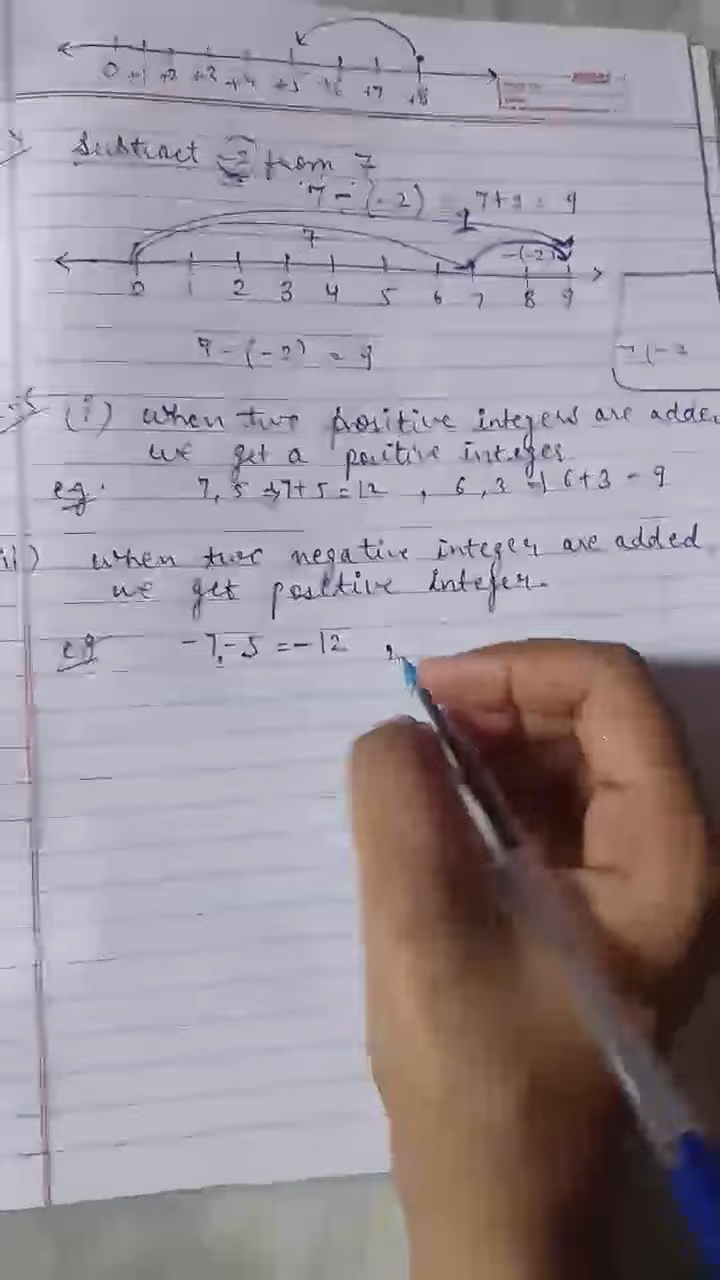 0 +1 +2 +3 +4 +5 +6 +7 +8
Subtract -2 from 7
7 - (-2) = 7+2 = 9
7 -(-2)
0 1 2 3 4 5 6 7 8 9
7 - (-2) = 9
(i) when two positive integers are adde
we get a positive integer
eg. 7, 5 ⇒ 7+5 = 12 , 6, 3 ⇒ 6+3 = 9
ii) when two negative integer are added
we get positive integer.
eg -7,-5 = -12 ,